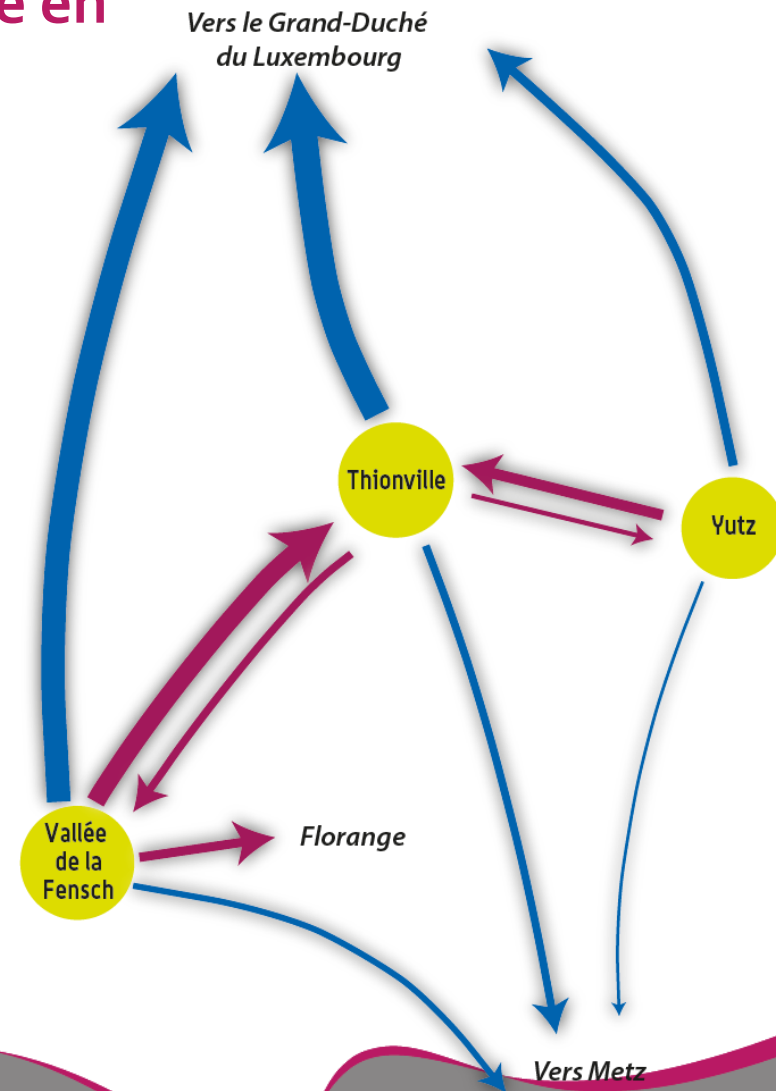 e en
Vers le Grand-Duché
du Luxembourg
Thionville
Yutz
Vallée
de la
Fensch
Florange
Vers Metz